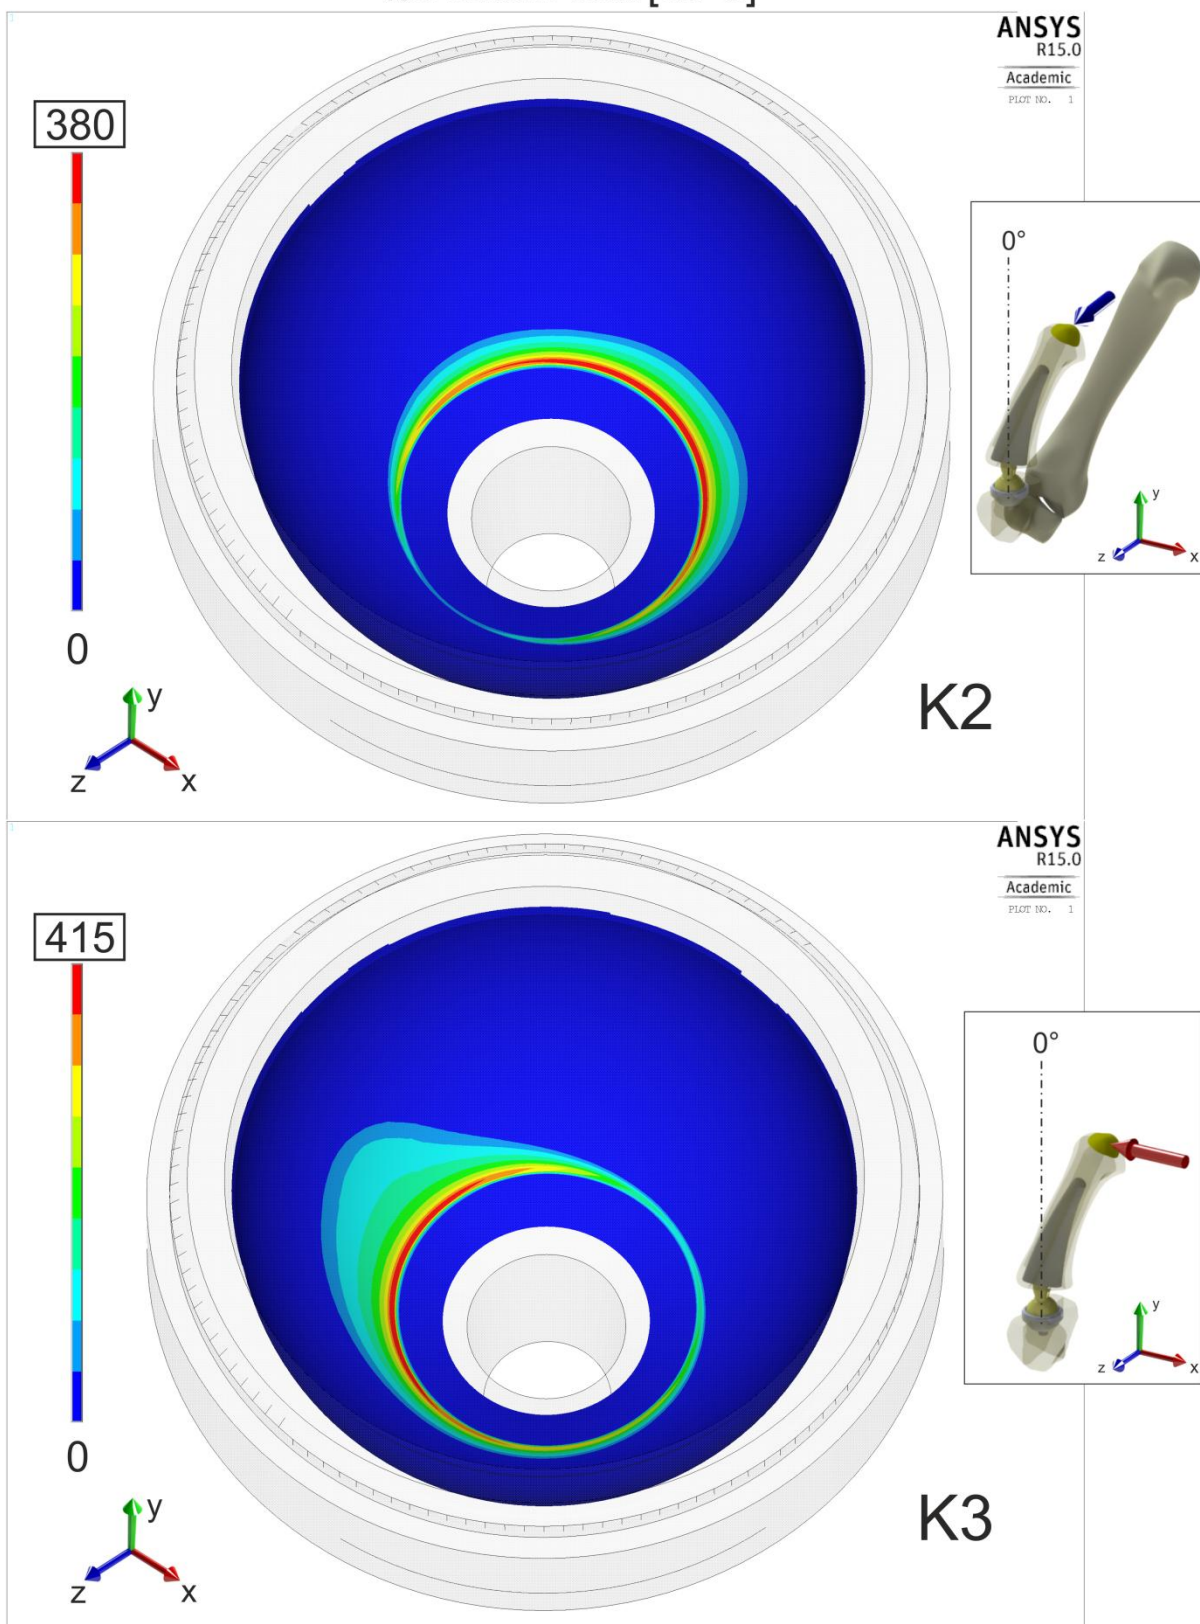 ANSYS
R15.0
Academic
PLOT NO. 1
380
0
y
z
x
0°
y
z
x
K2
ANSYS
R15.0
Academic
PLOT NO. 1
415
0
y
z
x
0°
y
z
x
K3